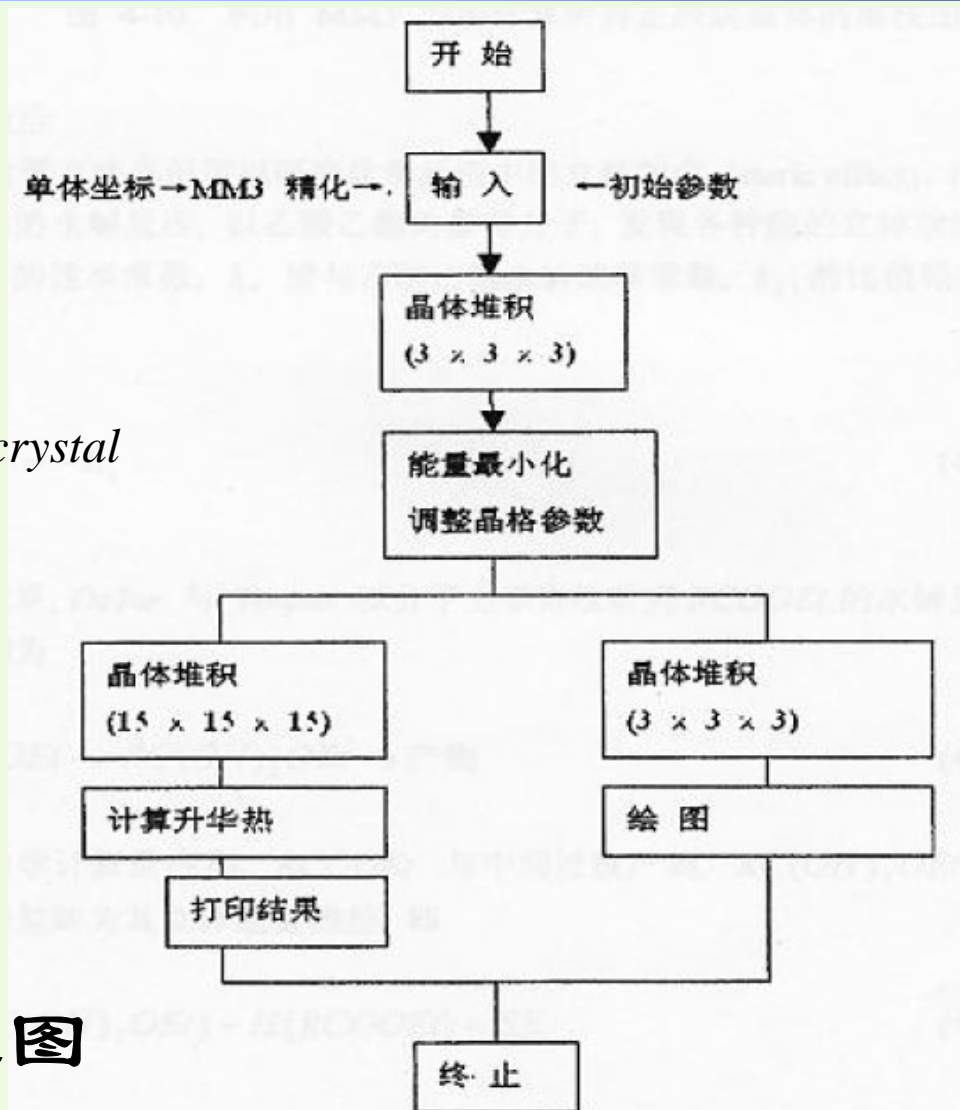 开 始
单体坐标→MM3 精化→ 输 入 ←初始参数
晶体堆积
(3 × 3 × 3)
crystal
能量最小化
调整晶格参数
晶体堆积
(15 × 15 × 15)
晶体堆积
(3 × 3 × 3)
计算升华热
绘 图
打印结果
图
终 止